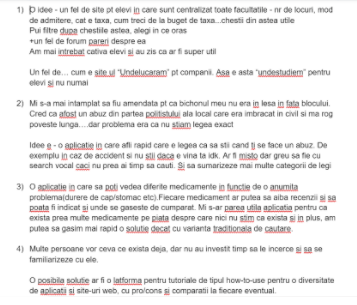 1) O idee - un fel de site pt elevi in care sunt centralizat toate facultatile - nr de locuri, mod
de admitere, cat e taxa, cum treci de la buget de taxa...chestii din astea utile
Pui filtre dupa chestiile astea, alegi in ce oras
+un fel de forum pareri despre ea
Am mai intrebat cativa elevi si au zis ca ar fi super util
Un fel de… cum e site ul "Undelucaram" pt companii. Asa e asta "undestudiem" pentru
elevi si nu numai
2) Mi s-a mai intamplat sa fiu amendata pt ca bichonul meu nu era in lesa in fata blocului.
Cred ca afost un abuz din partea politistului ala local care era imbracat in civil si ma rog
poveste lunga....dar problema era ca nu stiam legea exact
Idee e - o aplicatie in care afli rapid care e legea ca sa stii cand ti se face un abuz. De
exemplu in caz de accident si nu stii daca e vina ta idk. Ar fi misto dar greu sa fie cu
search vocal caci nu prea ai timp sa cauti. Si sa sumarizeze mai multe categorii de legi
3) O aplicatie in care sa poti vedea diferite medicamente in functie de o anumita
problema(durere de cap/stomac etc).Fiecare medicament ar putea sa aiba recenzii si sa
poata fi indicat si unde se gaseste de cumparat. Mi s-ar parea utila aplicatia pentru ca
exista prea multe medicamente pe piata despre care nici nu stim ca exista si in plus, am
putea sa gasim mai rapid o solutie decat cu varianta traditionala de cautare.
4) Multe persoane vor ceva ce exista deja, dar nu au investit timp sa le incerce si sa se
familiarizeze cu ele.
O posibila solutie ar fi o latforma pentru tutoriale de tipul how-to-use pentru o diversitate
de aplicatii si site-uri web, cu pro/cons si comparatii la fiecare eventual.